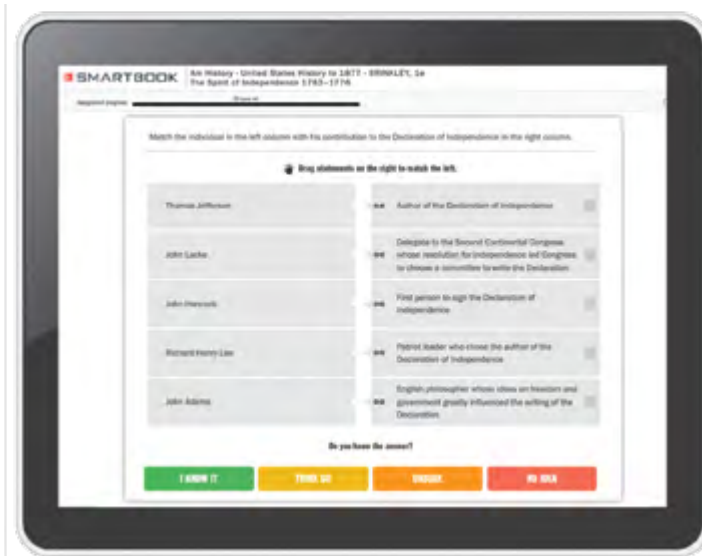 SMARTBOOK
Am History - United States History to 1877 - BRINKLEY, 1e
The Spirit of Independence 1763–1776
Match the individual in the left column with his contribution to the Declaration of Independence in the right column.
Drag statements on the right to match the left.
Thomas Jefferson
Author of the Declaration of Independence
John Locke
Delegate to the Second Continental Congress
whose resolution for independence led Congress
to choose a committee to write the Declaration
John Hancock
First person to sign the Declaration of
Independence
Richard Henry Lee
Patriot leader who chose the author of the
Declaration of Independence
John Adams
English philosopher whose ideas on freedom and
government greatly influenced the writing of the
Declaration
Do you know the answer?
I KNOW IT
THINK SO
UNSURE
NO IDEA